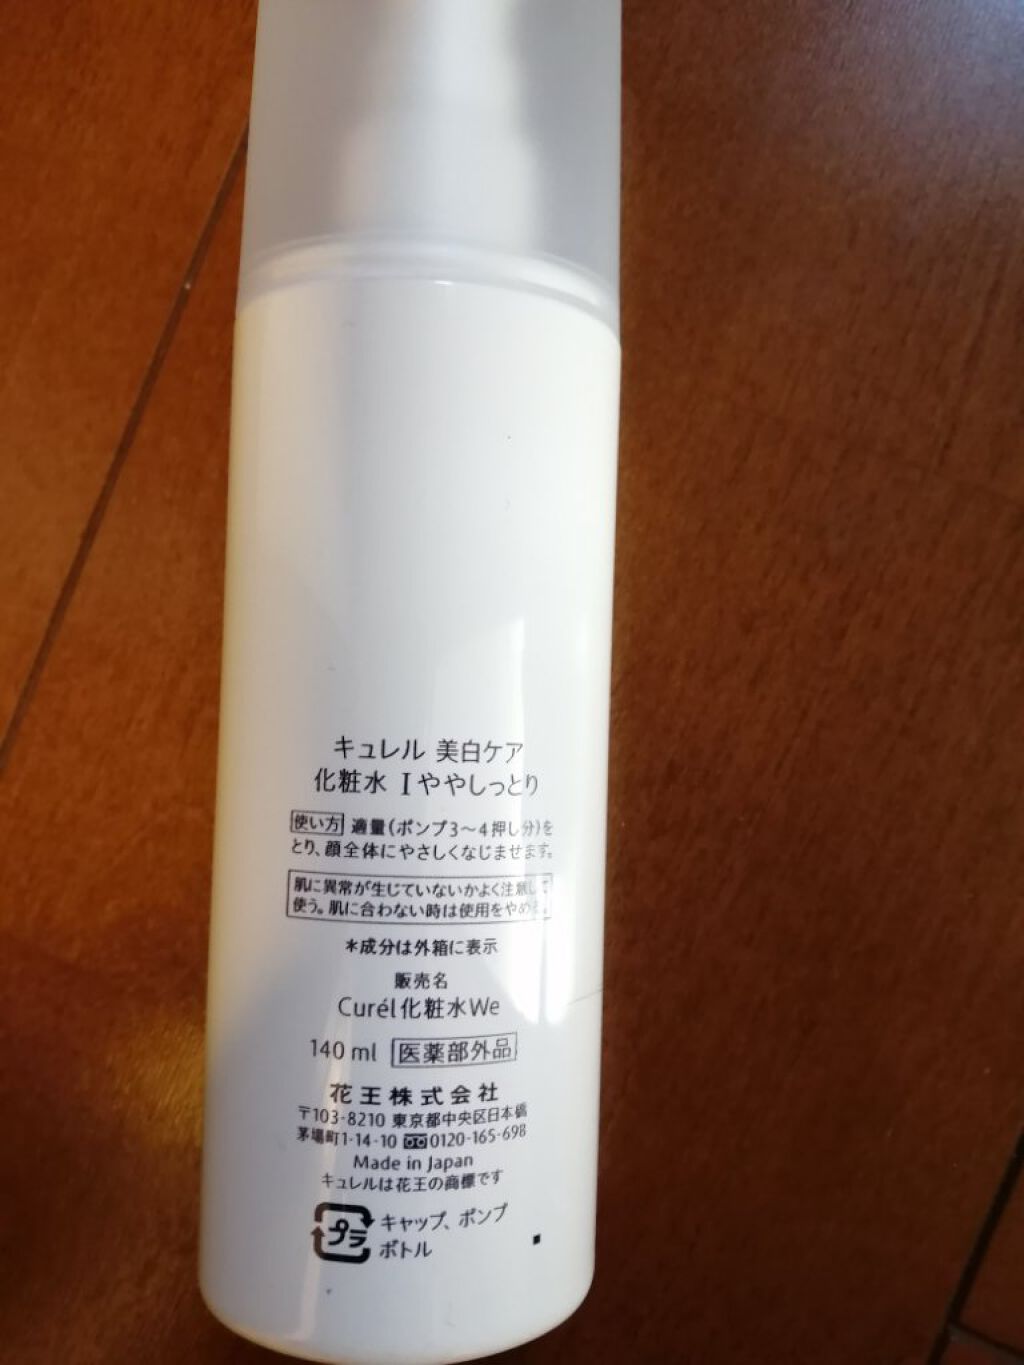 キュレル 美白ケア
化粧水 Iややしっとり
使い方 適量(ポンプ3～4押し分)を
とり、顔全体にやさしくなじませます。
肌に異常が生じていないかよく注意して
使う。肌に合わない時は使用をやめる。
＊成分は外箱に表示
販売名
Curél化粧水We
140 ml 医薬部外品
花王株式会社
〒103-8210 東京都中央区日本橋
茅場町1-14-10 0120-165-698
Made in Japan
キュレルは花王の商標です
プラ キャップ、ポンプ
ボトル